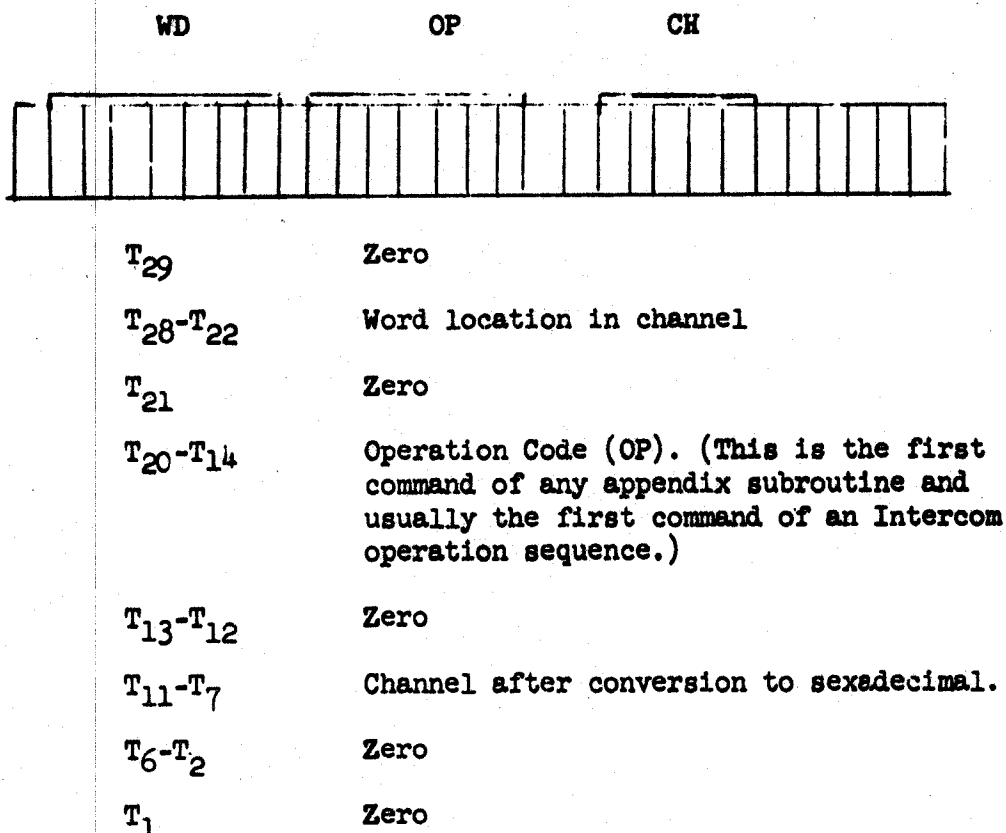 WD OP CH
T29 Zero
T28-T22 Word location in channel
T21 Zero
T20-T14 Operation Code (OP). (This is the first
command of any appendix subroutine and
usually the first command of an Intercom
operation sequence.)
T13-T12 Zero
T11-T7 Channel after conversion to sexadecimal.
T6-T2 Zero
T1 Zero